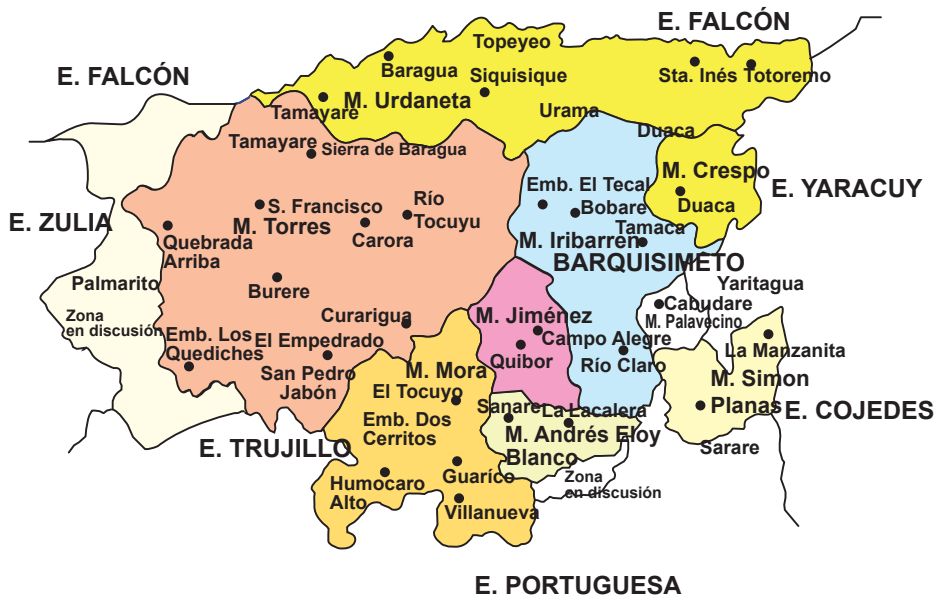 E. FALCÓN
Topeyeo
Baragua
Siquisique
Sta. Inés Totoremo
E. FALCÓN
M. Urdaneta
Tamayare
Urama
Duaca
Tamayare
Sierra de Baragua
M. Crespo
Emb. El Tecal
E. YARACUY
S. Francisco
Río
Tocuyu
Bobare
Duaca
E. ZULIA
M. Torres
Carora
Tamaca
Quebrada
Arriba
M. Iribarren
BARQUISIMETO
Palmarito
Burere
Yaritagua
Cabudare
Zona
en discusión
Curarigua
M. Jiménez
M. Palavecino
Emb. Los
Quediches
El Empedrado
Campo Alegre
La Manzanita
Quibor
Río Claro
San Pedro
Jabón
M. Mora
M. Simon
Planas
El Tocuyo
E. COJEDES
Sanare
La Lacalera
Emb. Dos
Cerritos
M. Andrés Eloy
Blanco
E. TRUJILLO
Sarare
Humocaro
Alto
Guaríco
Zona
en discusión
Villanueva
E. PORTUGUESA